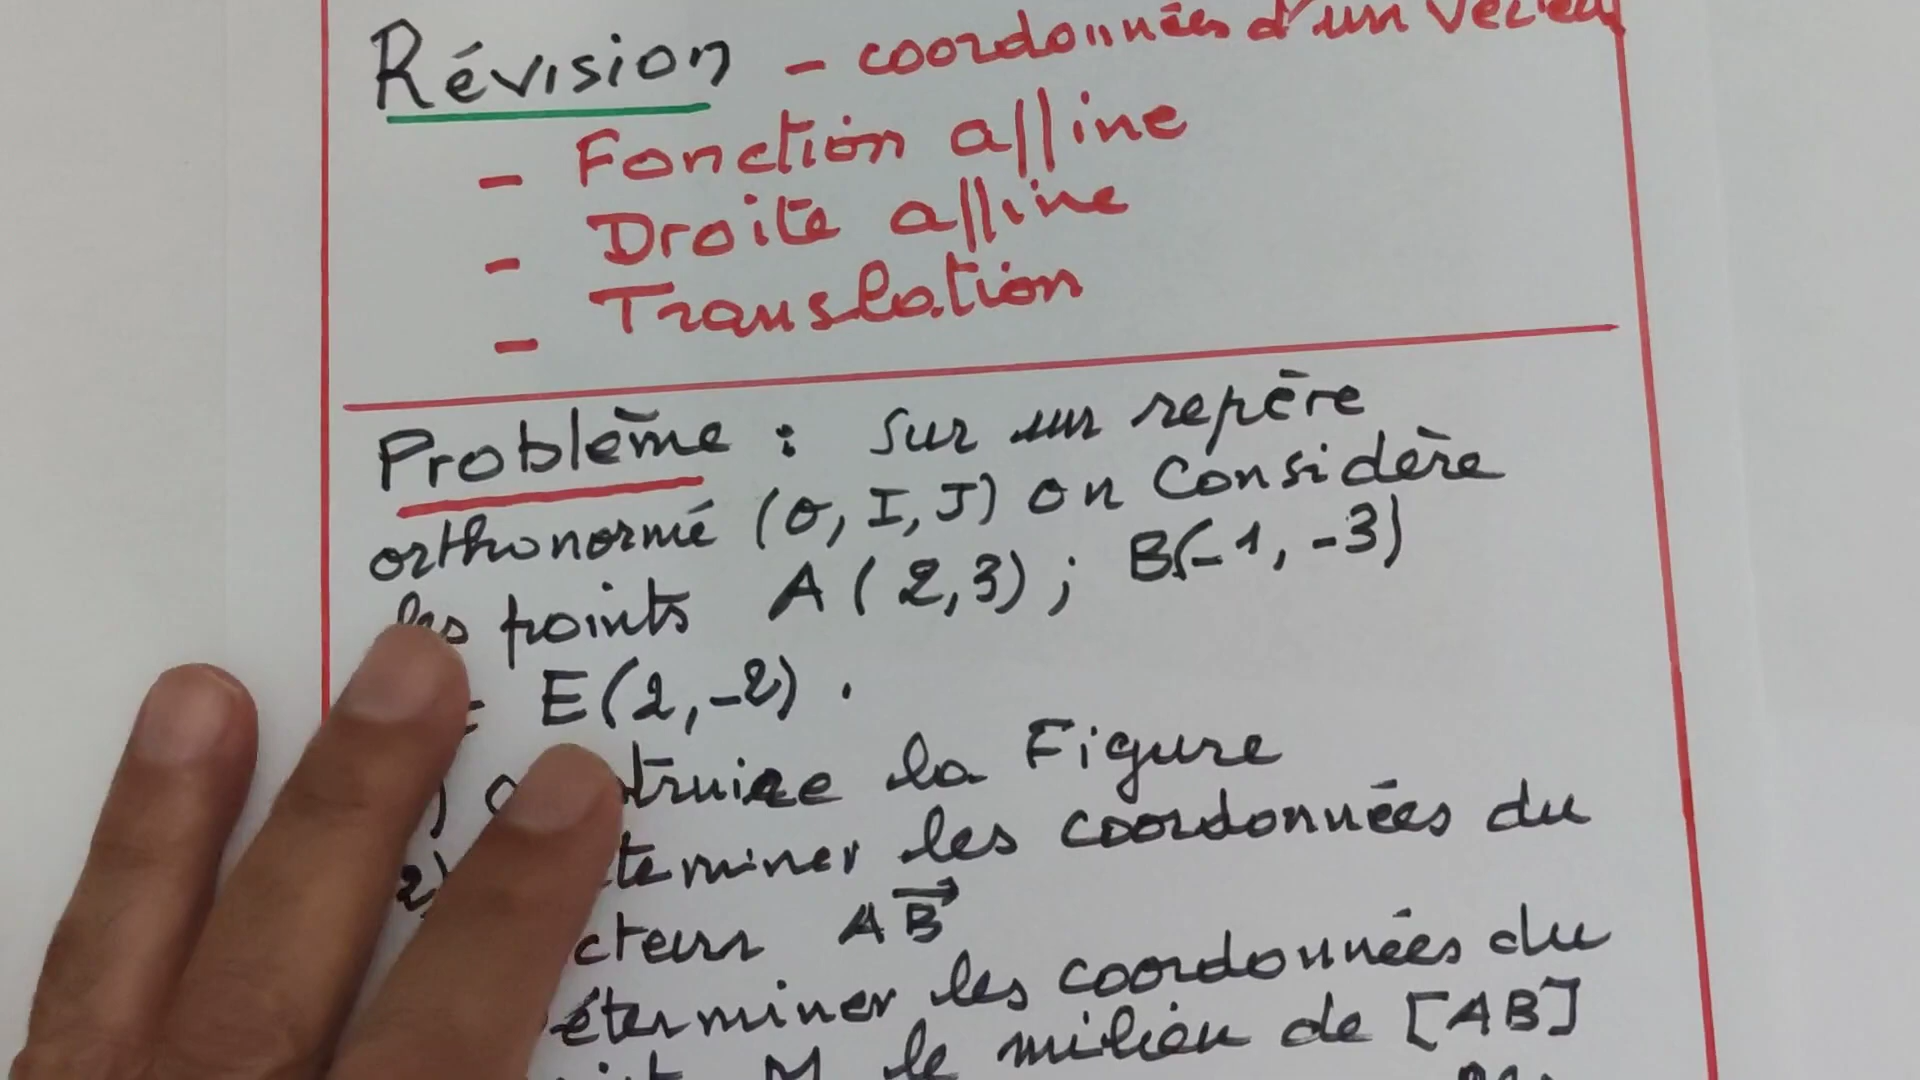 Révision - coordonnées d'un
- Fonction affine
- Droite affine
- Translation
Problème : Sur un repère
orthonormé (O, I, J) on Considère
les points A(2,3) ; B(-1, -3)
E(2, -2).
la Figure
2) les coordonnées du
AB
les coordonnées du
M le milieu de [AB]